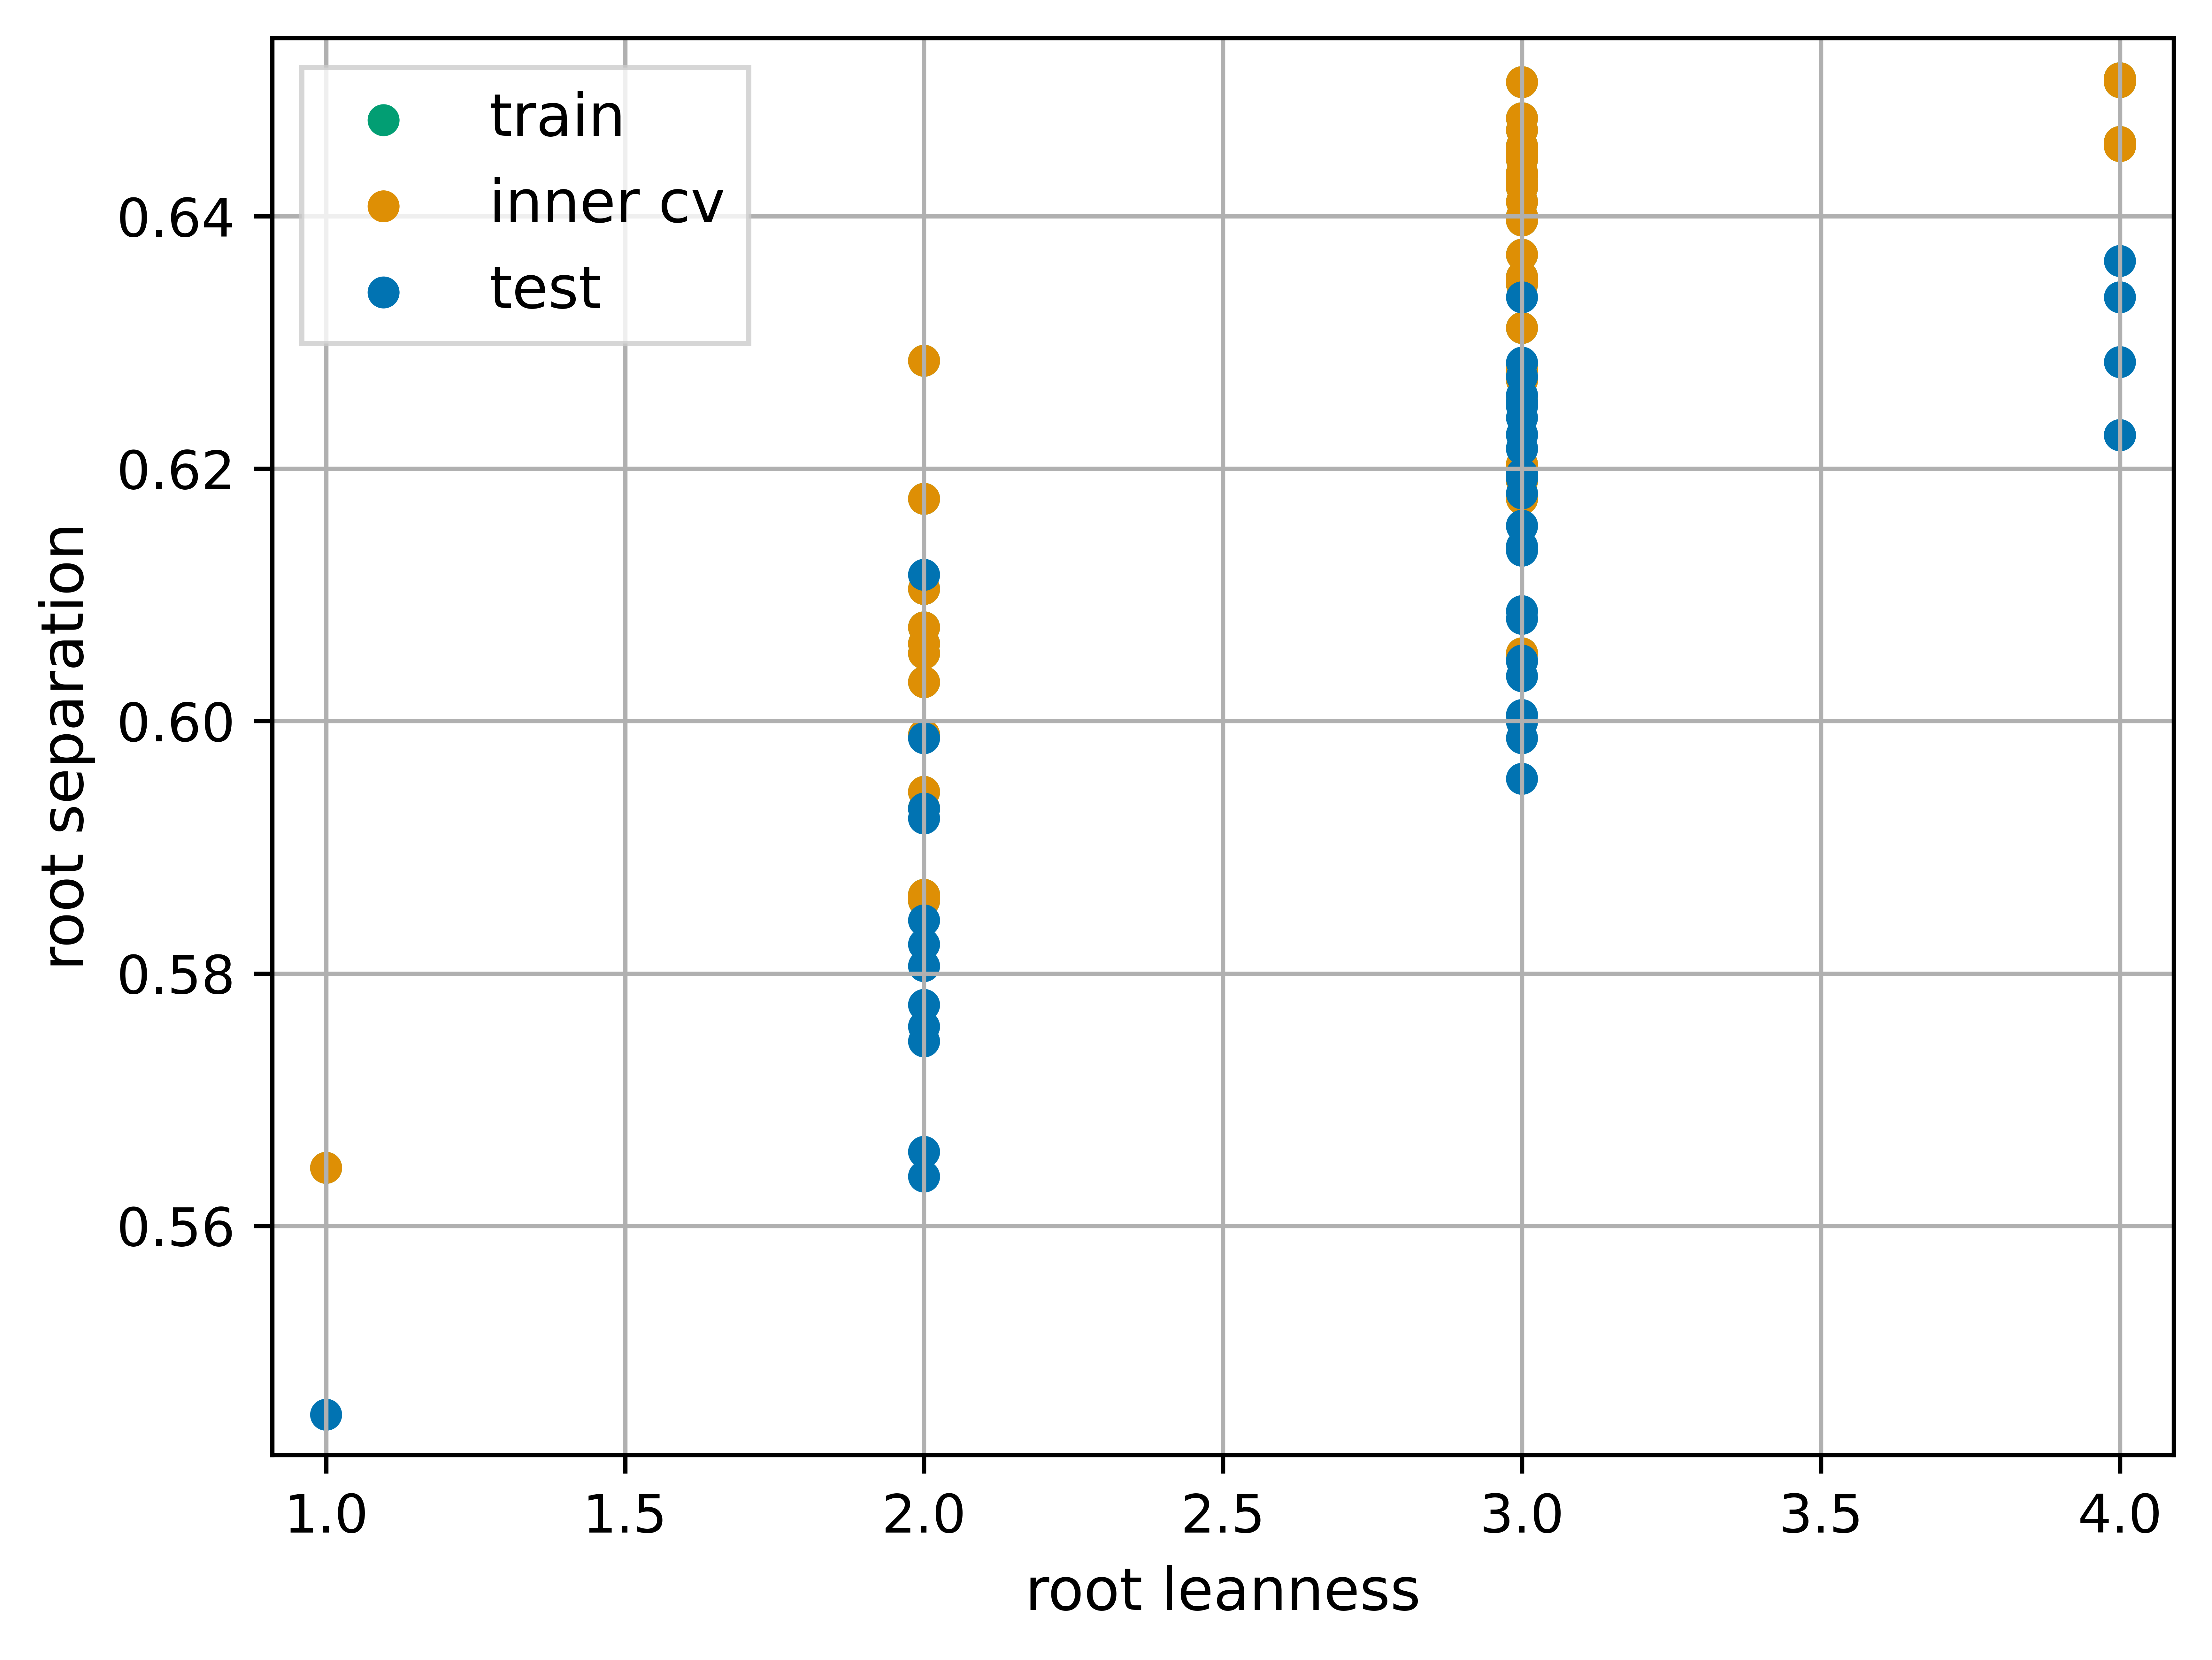 train
inner cv
test
0.64
0.62
0.60
0.58
0.56
root separation
1.0 1.5 2.0 2.5 3.0 3.5 4.0
root leanness